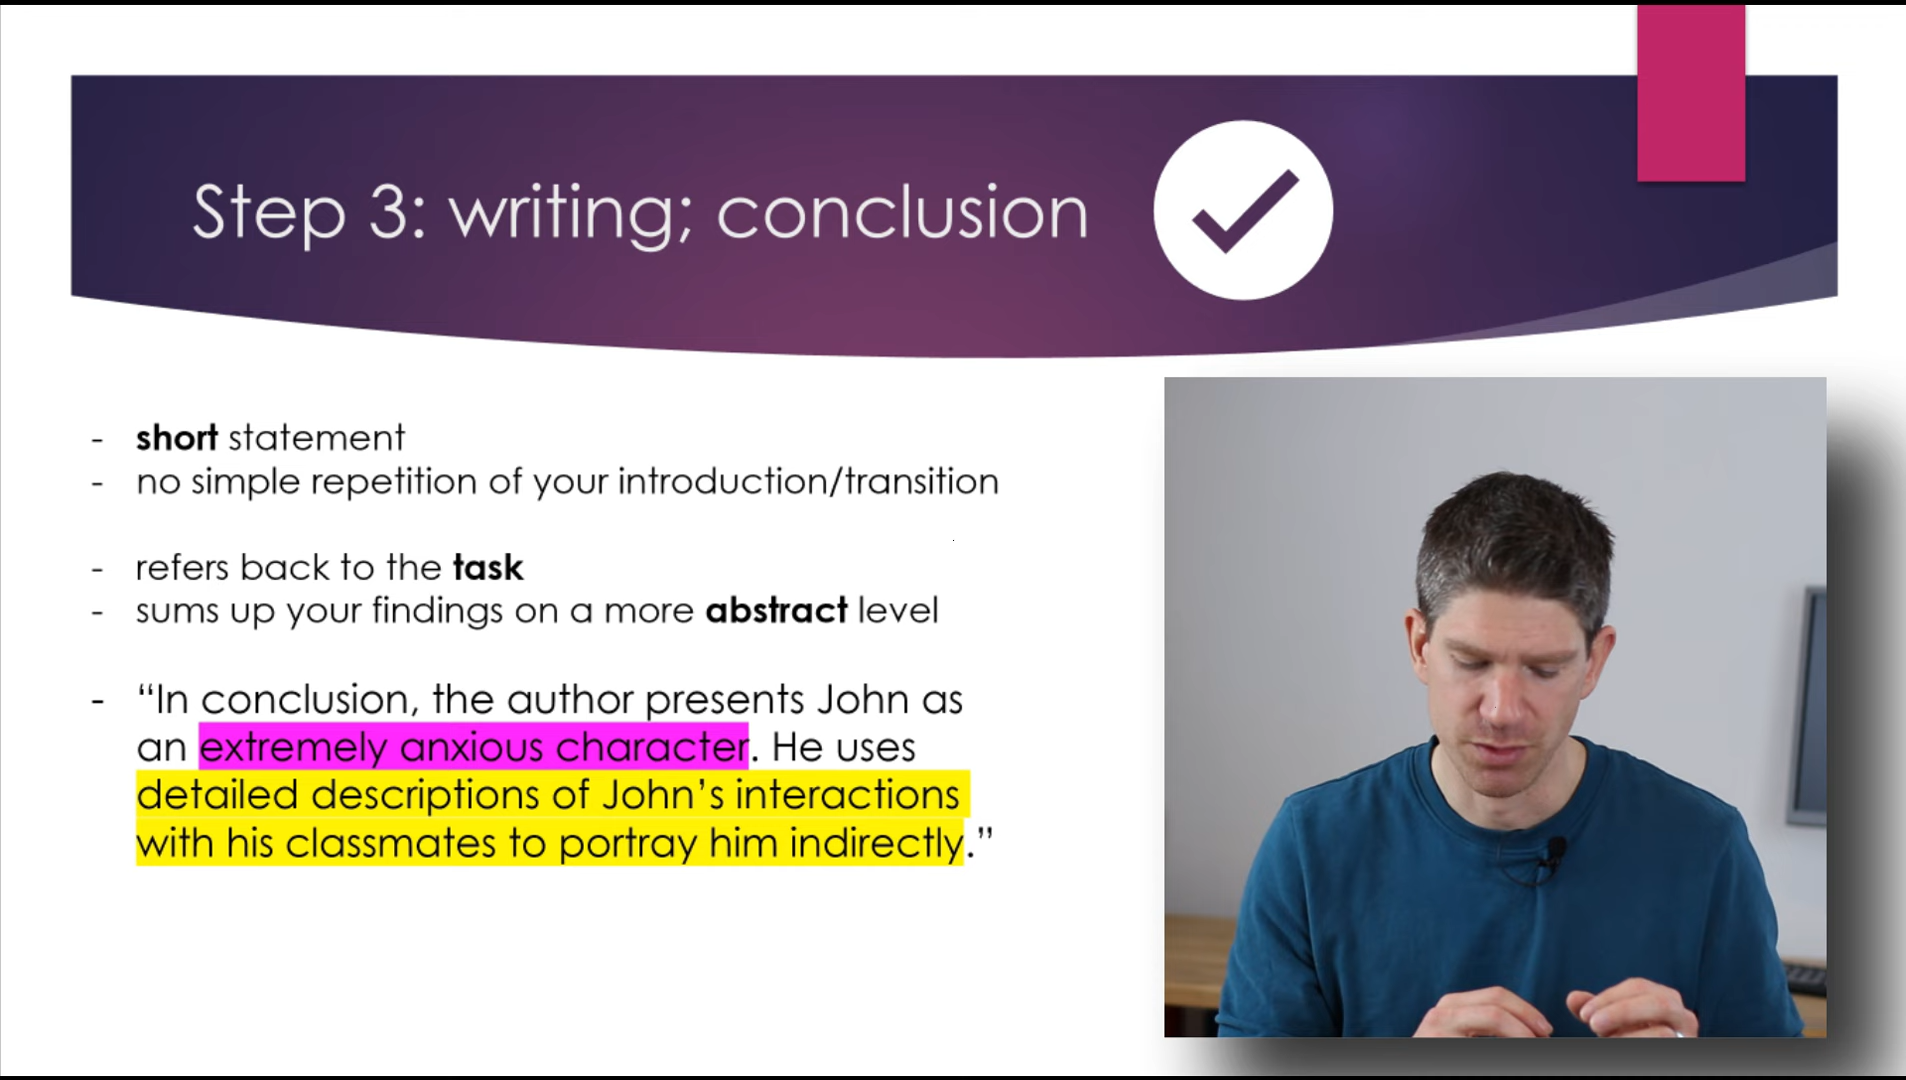 Step 3: writing; conclusion
- short statement
- no simple repetition of your introduction/transition
- refers back to the task
- sums up your findings on a more abstract level
- “In conclusion, the author presents John as
an extremely anxious character. He uses
detailed descriptions of John’s interactions
with his classmates to portray him indirectly.”